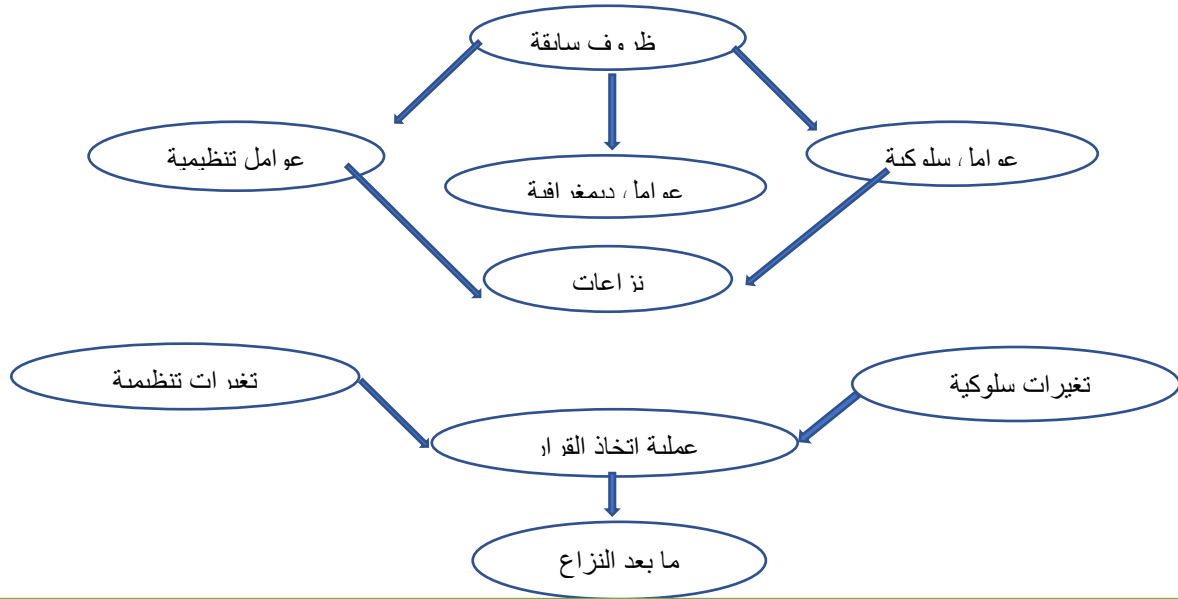 ظروف سابقة
عوامل سلوكية
عوامل تنظيمية
عوامل ديمغرافية
نزاعات
تغيرات سلوكية
تغيرات تنظيمية
عملية اتخاذ القرار
ما بعد النزاع